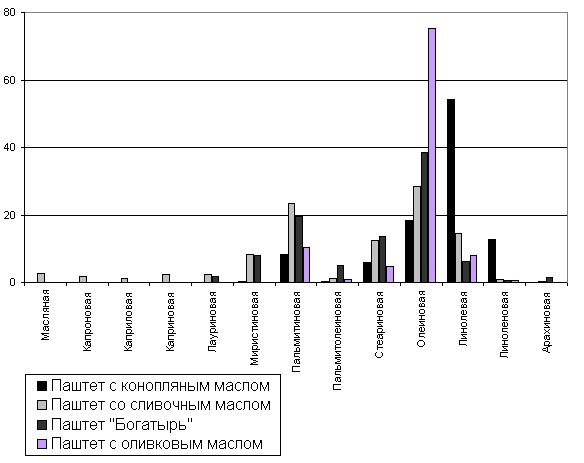 80
60
40
20
0
Масляная
Капроновая
Каприловая
Каприновая
Лауриновая
Миристиновая
Пальмитиновая
Пальмитолеиновая
Стеариновая
Олеиновая
Линолевая
Линоленовая
Арахиновая
Паштет с конопляным маслом
Паштет со сливочным маслом
Паштет "Богатырь"
Паштет с оливковым маслом